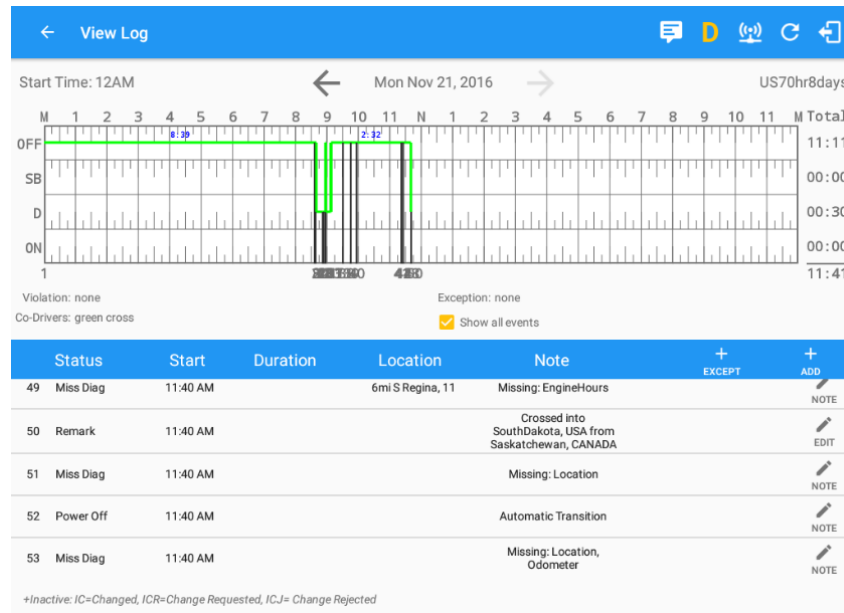 View Log
D
Start Time: 12AM
Mon Nov 21, 2016
US70hr8days
M 1 2 3 4 5 6 7 8 9 10 11 N 1 2 3 4 5 6 7 8 9 10 11 M Total
8:39 2:32
OFF 11:11
SB 00:00
D 00:30
ON 00:00
1 11:41
Violation: none
Exception: none
Co-Drivers: green cross
Show all events
Status Start Duration Location Note + EXCEPT + ADD
49 Miss Diag 11:40 AM 6mi S Regina, 11 Missing: EngineHours NOTE
50 Remark 11:40 AM Crossed into
SouthDakota, USA from
Saskatchewan, CANADA EDIT
51 Miss Diag 11:40 AM Missing: Location NOTE
52 Power Off 11:40 AM Automatic Transition NOTE
53 Miss Diag 11:40 AM Missing: Location,
Odometer NOTE
+Inactive: IC=Changed, ICR=Change Requested, ICJ= Change Rejected